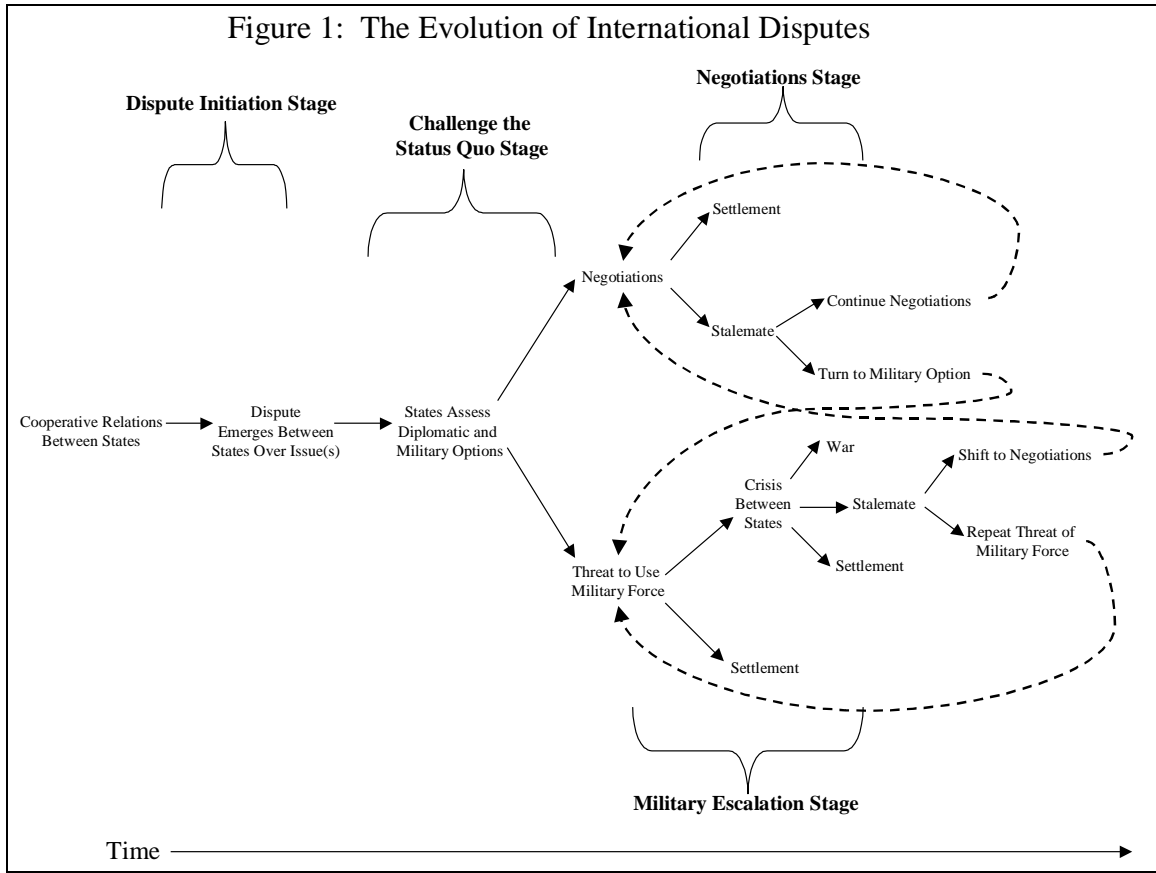 Figure 1: The Evolution of International Disputes
Negotiations Stage
Dispute Initiation Stage
Challenge the
Status Quo Stage
Settlement
Negotiations
Continue Negotiations
Stalemate
Turn to Military Option
Cooperative Relations
Between States
Dispute
Emerges Between
States Over Issue(s)
States Assess
Diplomatic and
Military Options
War
Shift to Negotiations
Crisis
Between
States
Stalemate
Repeat Threat of
Military Force
Settlement
Threat to Use
Military Force
Settlement
Military Escalation Stage
Time